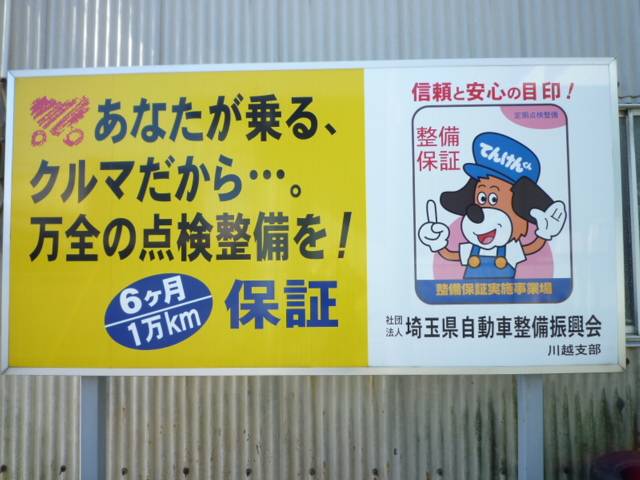 あなたが乗る、
クルマだから…。
万全の点検整備を!
6ヶ月
1万km
保証
信頼と安心の目印!
定期点検整備
整備
保証
てんけんくん
整備保証実施事業場
社団
法人 埼玉県自動車整備振興会
川越支部